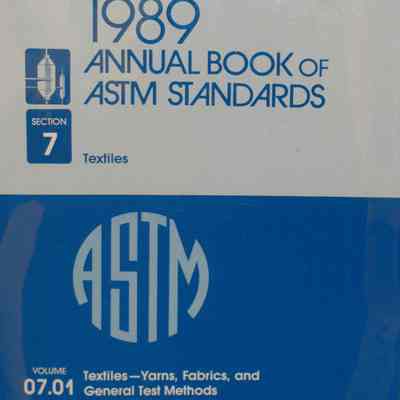 1989
ANNUAL BOOK OF
ASTM STANDARDS
SECTION
7
Textiles
ASTM
VOLUME
07.01
Textiles—Yarns, Fabrics, and
General Test Methods